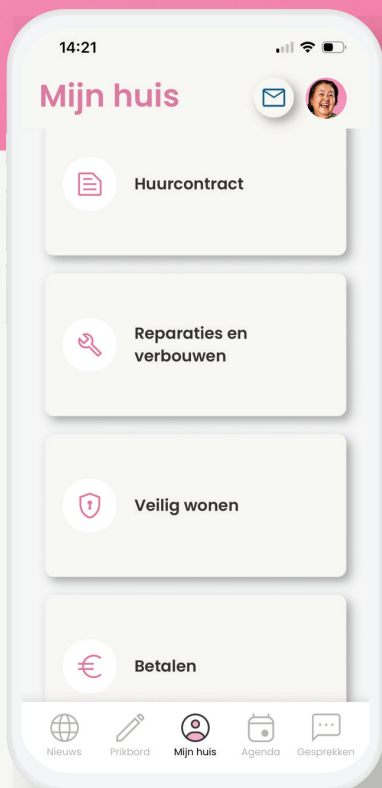 14:21
Mijn huis
Huurcontract
Reparaties en
verbouwen
Veilig wonen
€
Betalen
Nieuws
Prikbord
Mijn huis
Agenda
Gesprekken